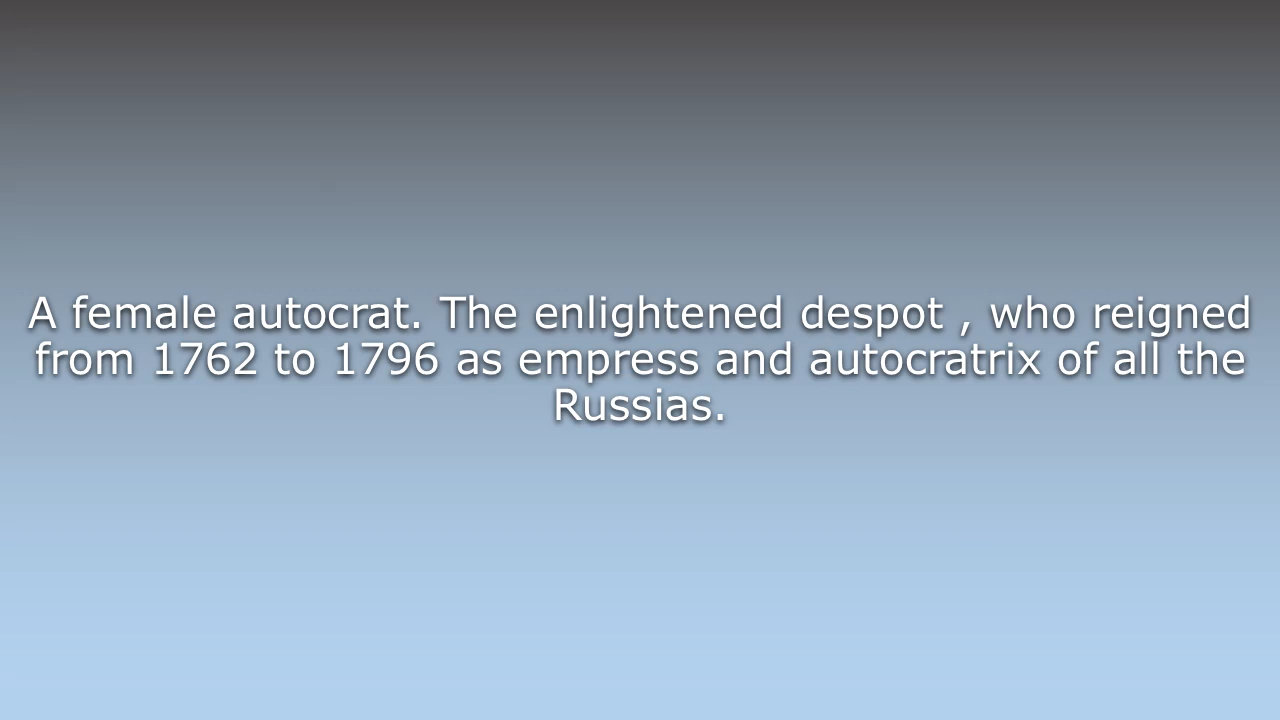 A female autocrat. The enlightened despot , who reigned
from 1762 to 1796 as empress and autocratrix of all the
Russias.